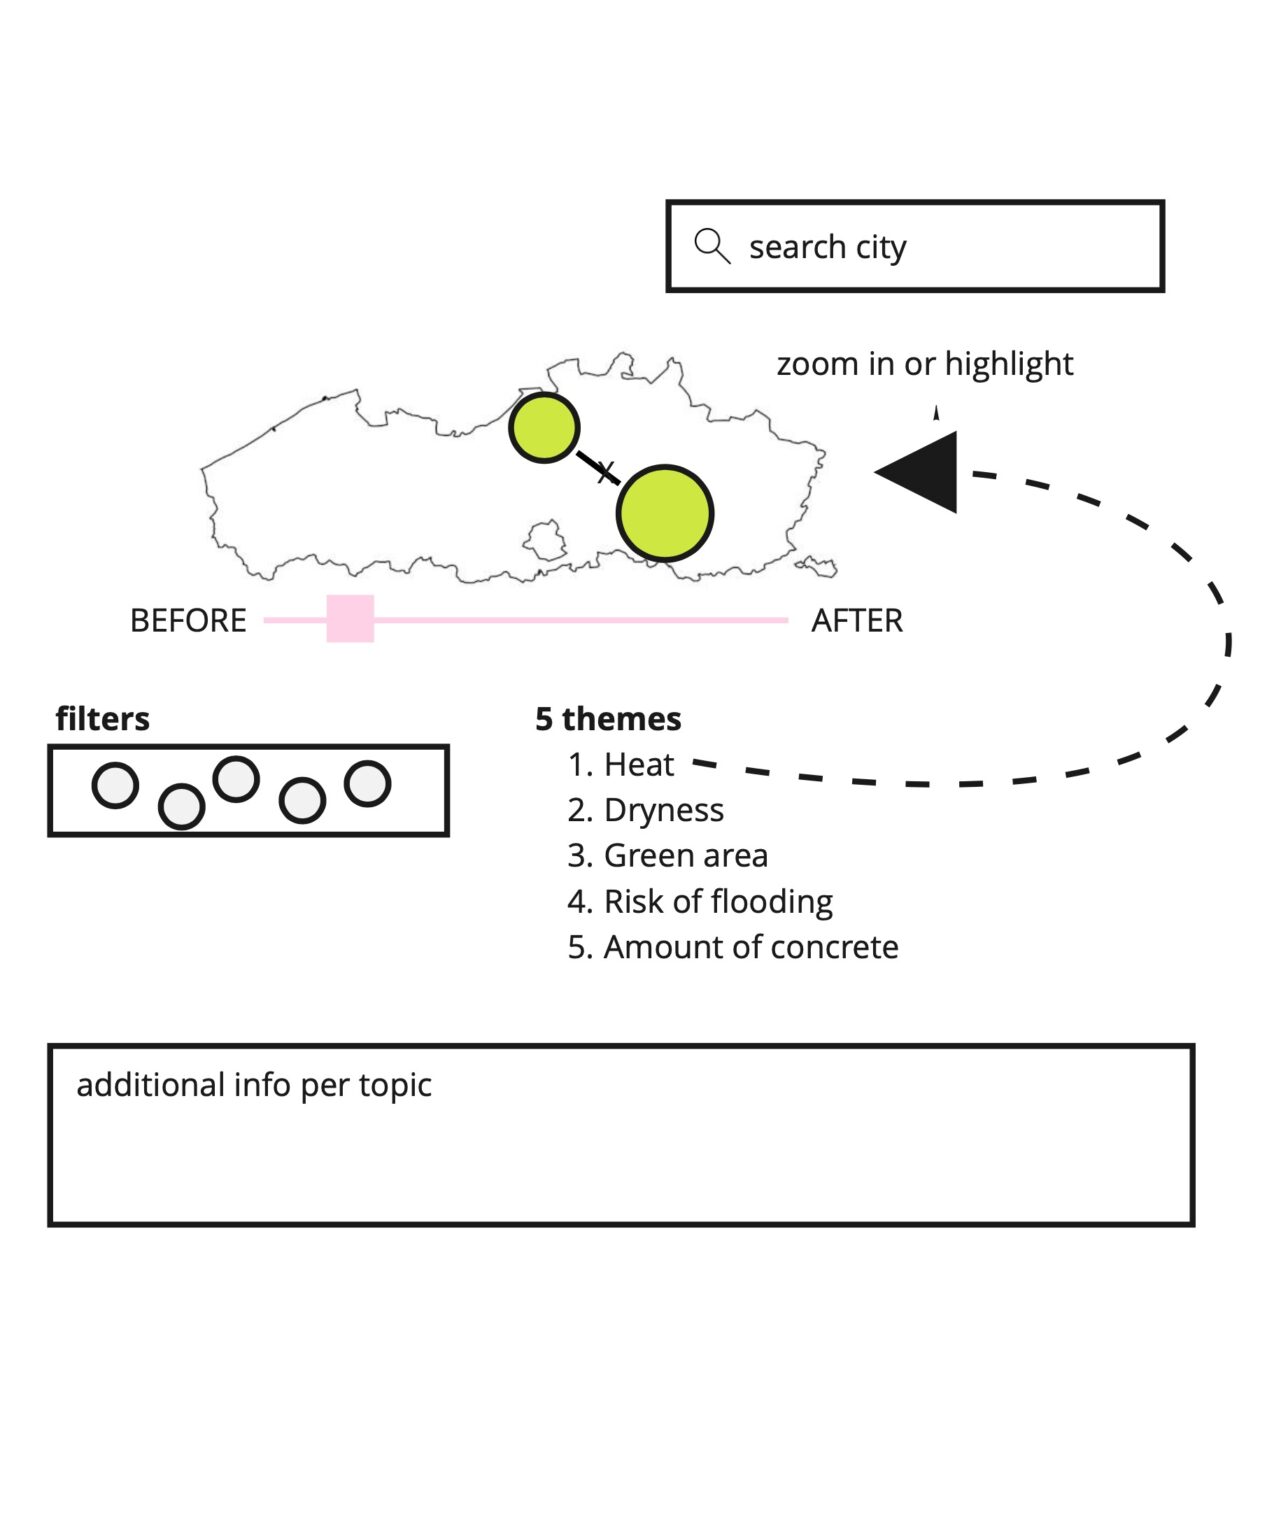 search city
zoom in or highlight
x
BEFORE
AFTER
filters
5 themes
1. Heat
2. Dryness
3. Green area
4. Risk of flooding
5. Amount of concrete
additional info per topic